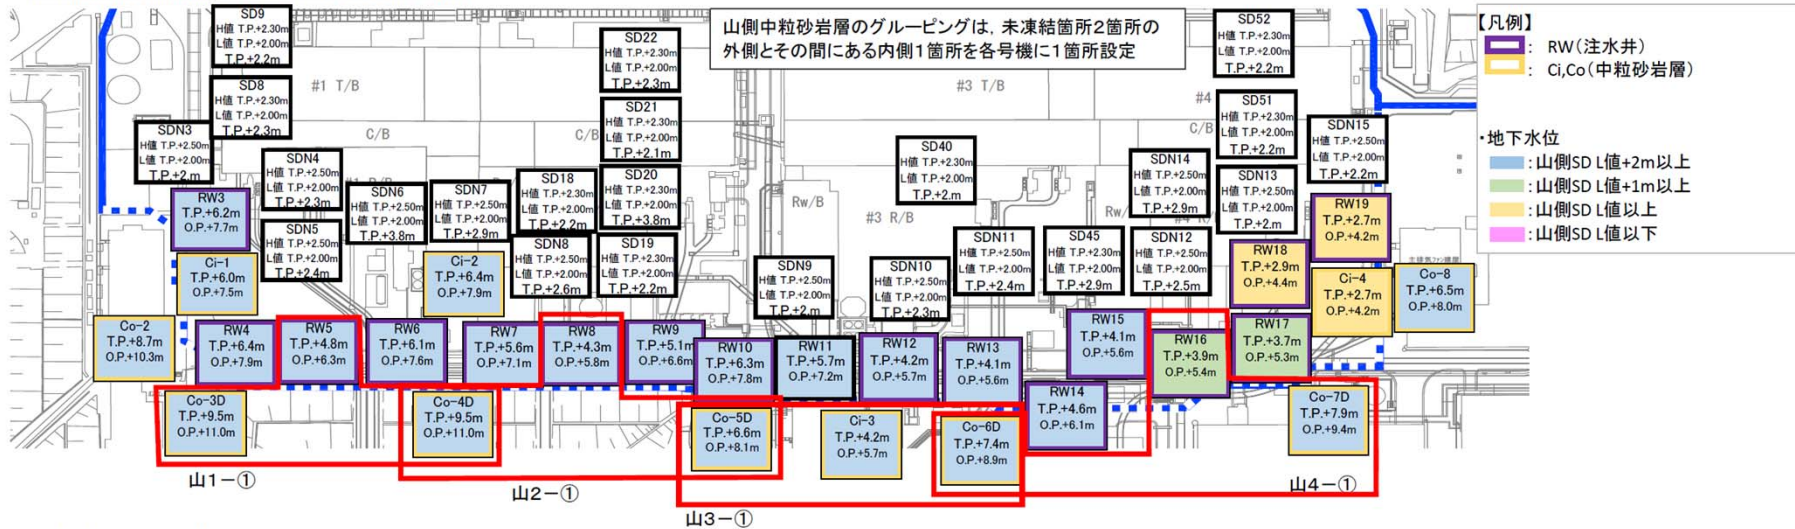 山側中粒砂岩層のグルーピングは，未凍結箇所2箇所の
外側とその間にある内側1箇所を各号機に1箇所設定
【凡例】
： RW（注水井）
： Ci,Co（中粒砂岩層）
・地下水位
：山側SD L値+2m以上
：山側SD L値+1m以上
：山側SD L値以上
：山側SD L値以下
SD9
H値 T.P.+2.30m
L値 T.P.+2.00m
T.P.+2.2m
SD8
H値 T.P.+2.30m
L値 T.P.+2.00m
T.P.+2.3m
SDN3
H値 T.P.+2.50m
L値 T.P.+2.00m
T.P.+2.m
SDN4
H値 T.P.+2.50m
L値 T.P.+2.00m
T.P.+2.3m
SDN5
H値 T.P.+2.50m
L値 T.P.+2.00m
T.P.+2.4m
SDN6
H値 T.P.+2.50m
L値 T.P.+2.00m
T.P.+3.8m
SDN7
H値 T.P.+2.50m
L値 T.P.+2.00m
T.P.+2.9m
SD18
H値 T.P.+2.30m
L値 T.P.+2.00m
T.P.+2.2m
SDN8
H値 T.P.+2.50m
L値 T.P.+2.00m
T.P.+2.6m
SD22
H値 T.P.+2.30m
L値 T.P.+2.00m
T.P.+2.3m
SD21
H値 T.P.+2.30m
L値 T.P.+2.00m
T.P.+2.1m
SD20
H値 T.P.+2.30m
L値 T.P.+2.00m
T.P.+3.8m
SD19
H値 T.P.+2.30m
L値 T.P.+2.00m
T.P.+2.2m
SDN9
H値 T.P.+2.50m
L値 T.P.+2.00m
T.P.+2.m
SDN10
H値 T.P.+2.50m
L値 T.P.+2.00m
T.P.+2.3m
SD40
H値 T.P.+2.30m
L値 T.P.+2.00m
T.P.+2.m
SDN11
H値 T.P.+2.50m
L値 T.P.+2.00m
T.P.+2.4m
SD45
H値 T.P.+2.30m
L値 T.P.+2.00m
T.P.+2.9m
SDN14
H値 T.P.+2.50m
L値 T.P.+2.00m
T.P.+2.9m
SDN12
H値 T.P.+2.50m
L値 T.P.+2.00m
T.P.+2.5m
SD52
H値 T.P.+2.30m
L値 T.P.+2.00m
T.P.+2.2m
SD51
H値 T.P.+2.30m
L値 T.P.+2.00m
T.P.+2.2m
SDN13
H値 T.P.+2.50m
L値 T.P.+2.00m
T.P.+2.m
SDN15
H値 T.P.+2.50m
L値 T.P.+2.00m
T.P.+2.2m
#1 T/B
C/B
C/B
#3 T/B
#4
C/B
Rw/B
#3 R/B
RW3
T.P.+6.2m
O.P.+7.7m
Ci-1
T.P.+6.0m
O.P.+7.5m
Ci-2
T.P.+6.4m
O.P.+7.9m
RW19
T.P.+2.7m
O.P.+4.2m
RW18
T.P.+2.9m
O.P.+4.4m
Ci-4
T.P.+2.7m
O.P.+4.2m
Co-8
T.P.+6.5m
O.P.+8.0m
Co-2
T.P.+8.7m
O.P.+10.3m
RW4
T.P.+6.4m
O.P.+7.9m
RW5
T.P.+4.8m
O.P.+6.3m
RW6
T.P.+6.1m
O.P.+7.6m
RW7
T.P.+5.6m
O.P.+7.1m
RW8
T.P.+4.3m
O.P.+5.8m
RW9
T.P.+5.1m
O.P.+6.6m
RW10
T.P.+6.3m
O.P.+7.8m
RW11
T.P.+5.7m
O.P.+7.2m
RW12
T.P.+4.2m
O.P.+5.7m
RW13
T.P.+4.1m
O.P.+5.6m
RW14
T.P.+4.6m
O.P.+6.1m
RW15
T.P.+4.1m
O.P.+5.6m
RW16
T.P.+3.9m
O.P.+5.4m
RW17
T.P.+3.7m
O.P.+5.3m
Co-3D
T.P.+9.5m
O.P.+11.0m
Co-4D
T.P.+9.5m
O.P.+11.0m
Co-5D
T.P.+6.6m
O.P.+8.1m
Ci-3
T.P.+4.2m
O.P.+5.7m
Co-6D
T.P.+7.4m
O.P.+8.9m
Co-7D
T.P.+7.9m
O.P.+9.4m
山1-①
山2-①
山3-①
山4-①